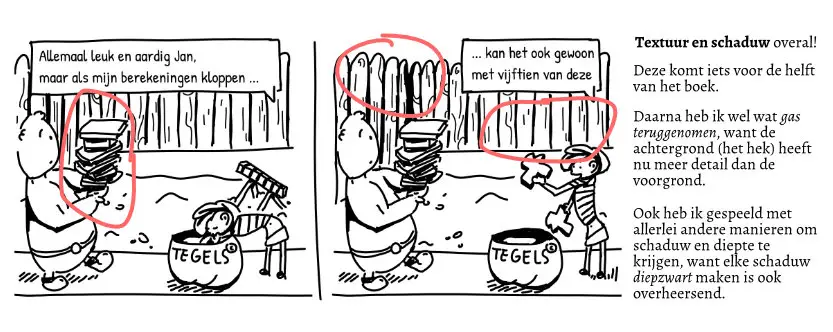 Allemaal leuk en aardig Jan,
maar als mijn berekeningen kloppen ...
TEGELS
... kan het ook gewoon
met vijftien van deze
TEGELS
Textuur en schaduw overal!
Deze komt iets voor de helft
van het boek.
Daarna heb ik wel wat gas
teruggenomen, want de
achtergrond (het hek) heeft
nu meer detail dan de
voorgrond.
Ook heb ik gespeeld met
allerlei andere manieren om
schaduw en diepte te
krijgen, want elke schaduw
diepzwart maken is ook
overheersend.